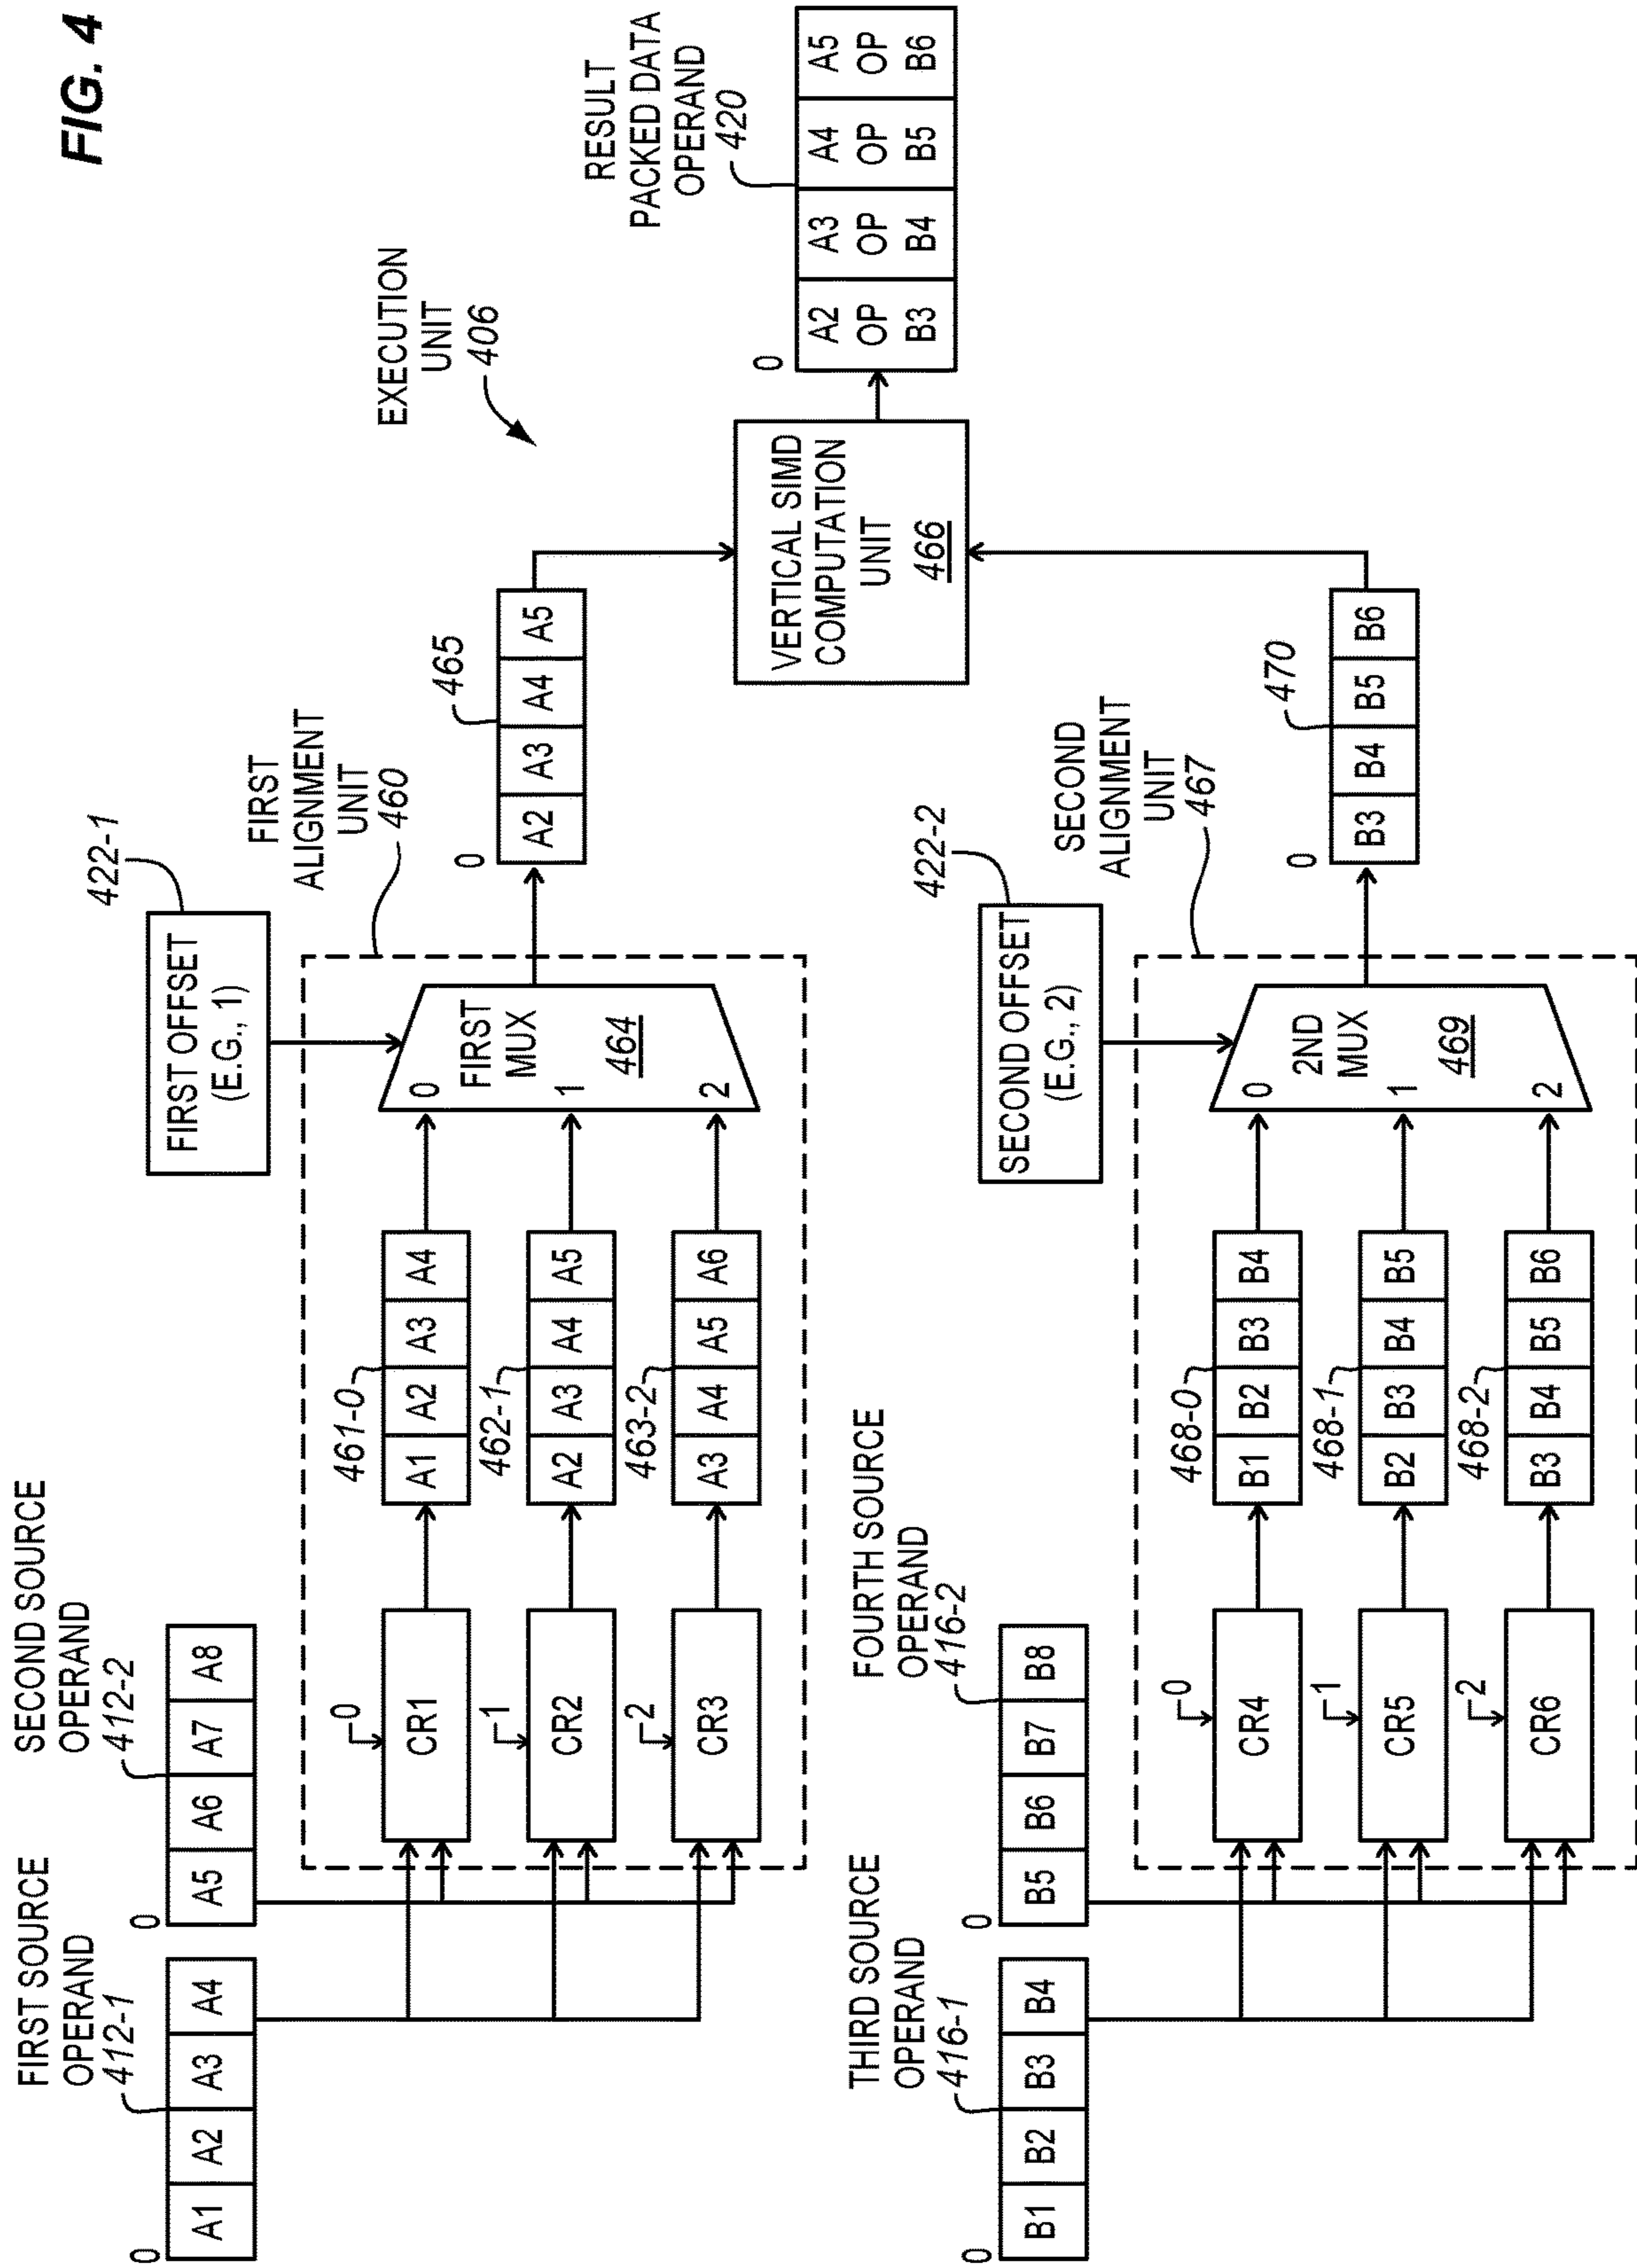 FIG. 4
FIRST SOURCE
OPERAND
412-1
0
A1 A2 A3 A4
SECOND SOURCE
OPERAND
412-2
0
A5 A6 A7 A8
FIRST OFFSET
(E.G., 1)
422-1
FIRST
ALIGNMENT
UNIT
460
0
CR1
461-0
A1 A2 A3 A4
1
CR2
462-1
A2 A3 A4 A5
2
CR3
463-2
A3 A4 A5 A6
0
FIRST
MUX
1
464
2
465
0
A2 A3 A4 A5
EXECUTION
UNIT
406
VERTICAL SIMD
COMPUTATION
UNIT
466
RESULT
PACKED DATA
OPERAND
420
0
A2 A3 A4 A5
OP OP OP OP
B3 B4 B5 B6
THIRD SOURCE
OPERAND
416-1
0
B1 B2 B3 B4
FOURTH SOURCE
OPERAND
416-2
0
B5 B6 B7 B8
SECOND OFFSET
(E.G., 2)
422-2
SECOND
ALIGNMENT
UNIT
467
0
CR4
468-0
B1 B2 B3 B4
1
CR5
468-1
B2 B3 B4 B5
2
CR6
468-2
B3 B4 B5 B6
0
2ND
MUX
1
469
2
470
0
B3 B4 B5 B6